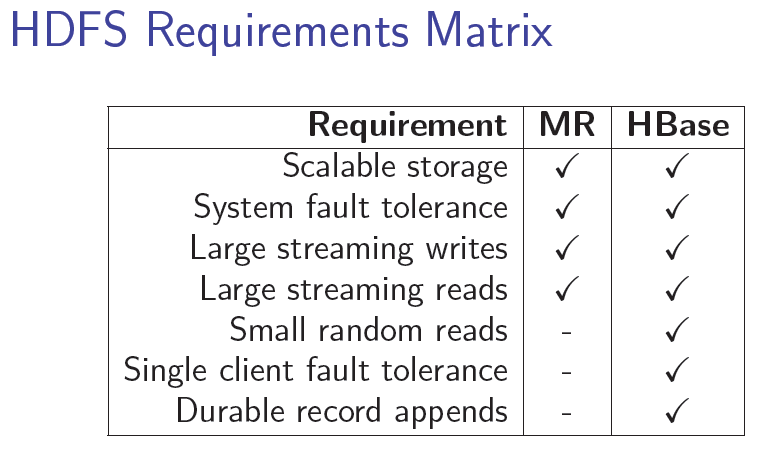 HDFS Requirements Matrix
Requirement MR HBase
Scalable storage ✓ ✓
System fault tolerance ✓ ✓
Large streaming writes ✓ ✓
Large streaming reads ✓ ✓
Small random reads - ✓
Single client fault tolerance - ✓
Durable record appends - ✓